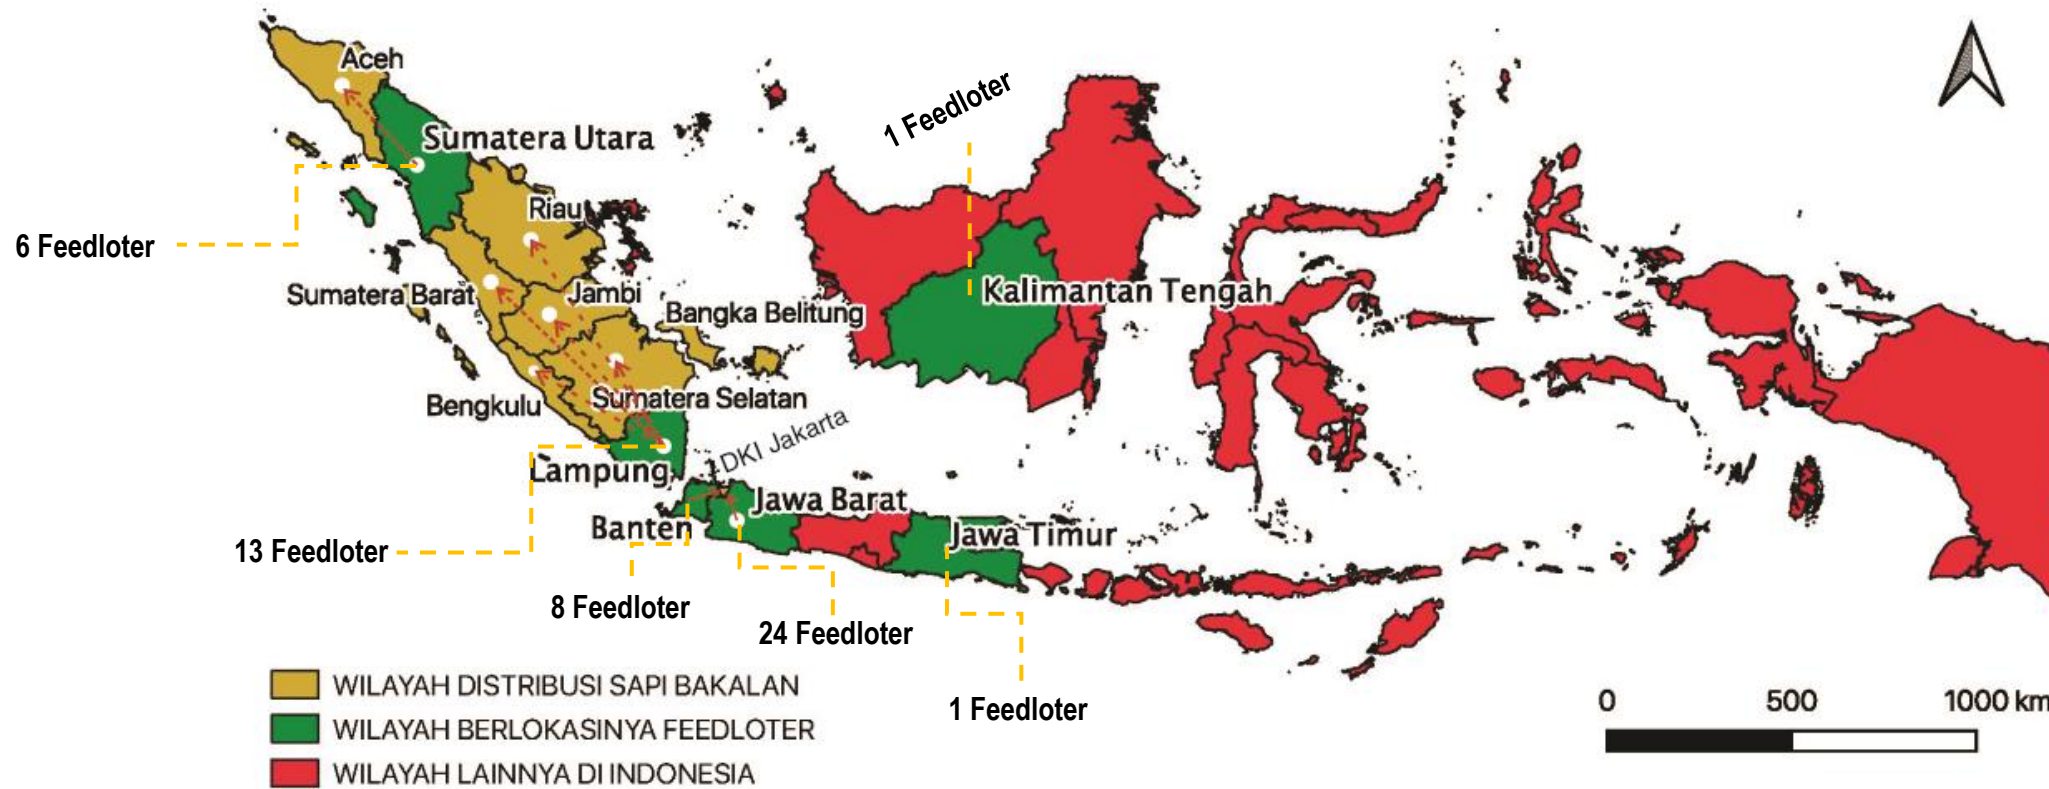 Aceh
1 Feedloter
Sumatera Utara
Riau
6 Feedloter
Sumatera Barat
Jambi
Kalimantan Tengah
Bangka Belitung
Bengkulu
Sumatera Selatan
DKI Jakarta
Lampung
Jawa Barat
Banten
Jawa Timur
13 Feedloter
8 Feedloter
24 Feedloter
1 Feedloter
WILAYAH DISTRIBUSI SAPI BAKALAN
WILAYAH BERLOKASINYA FEEDLOTER
WILAYAH LAINNYA DI INDONESIA
0 500 1000 km